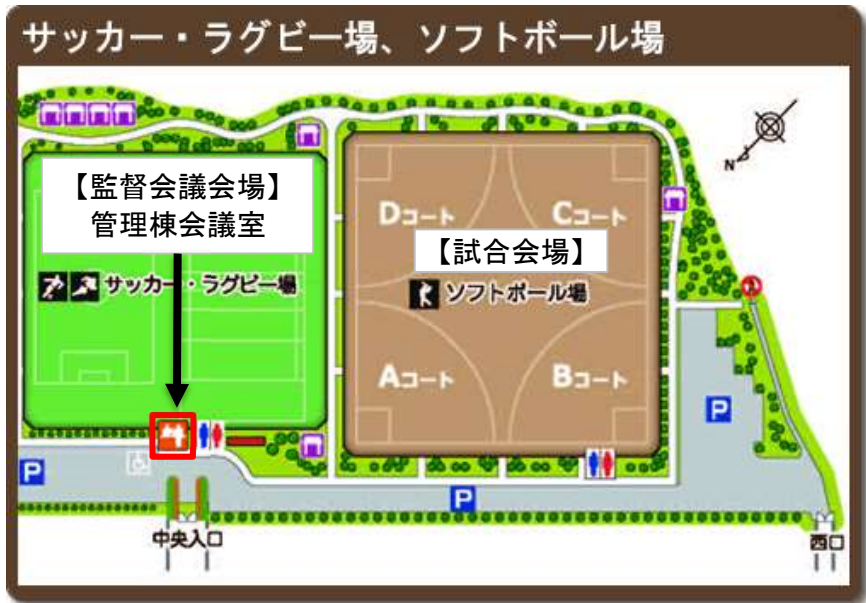 サッカー・ラグビー場、ソフトボール場
N
【監督会議会場】
管理棟会議室
Dコート
Cコート
【試合会場】
サッカー・ラグビー場
ソフトボール場
Aコート
Bコート
P
P
P
中央入口
西口